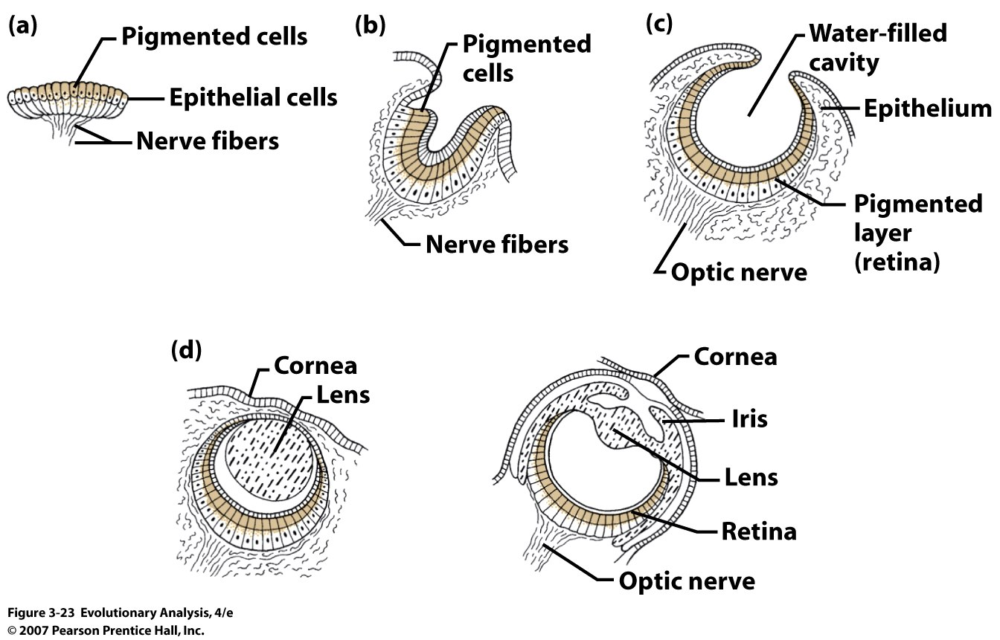 (a)
Pigmented cells
Epithelial cells
Nerve fibers
(b)
Pigmented
cells
Nerve fibers
(c)
Water-filled
cavity
Epithelium
Pigmented
layer
(retina)
Optic nerve
(d)
Cornea
Lens
Cornea
Iris
Lens
Retina
Optic nerve
Figure 3-23 Evolutionary Analysis, 4/e
© 2007 Pearson Prentice Hall, Inc.